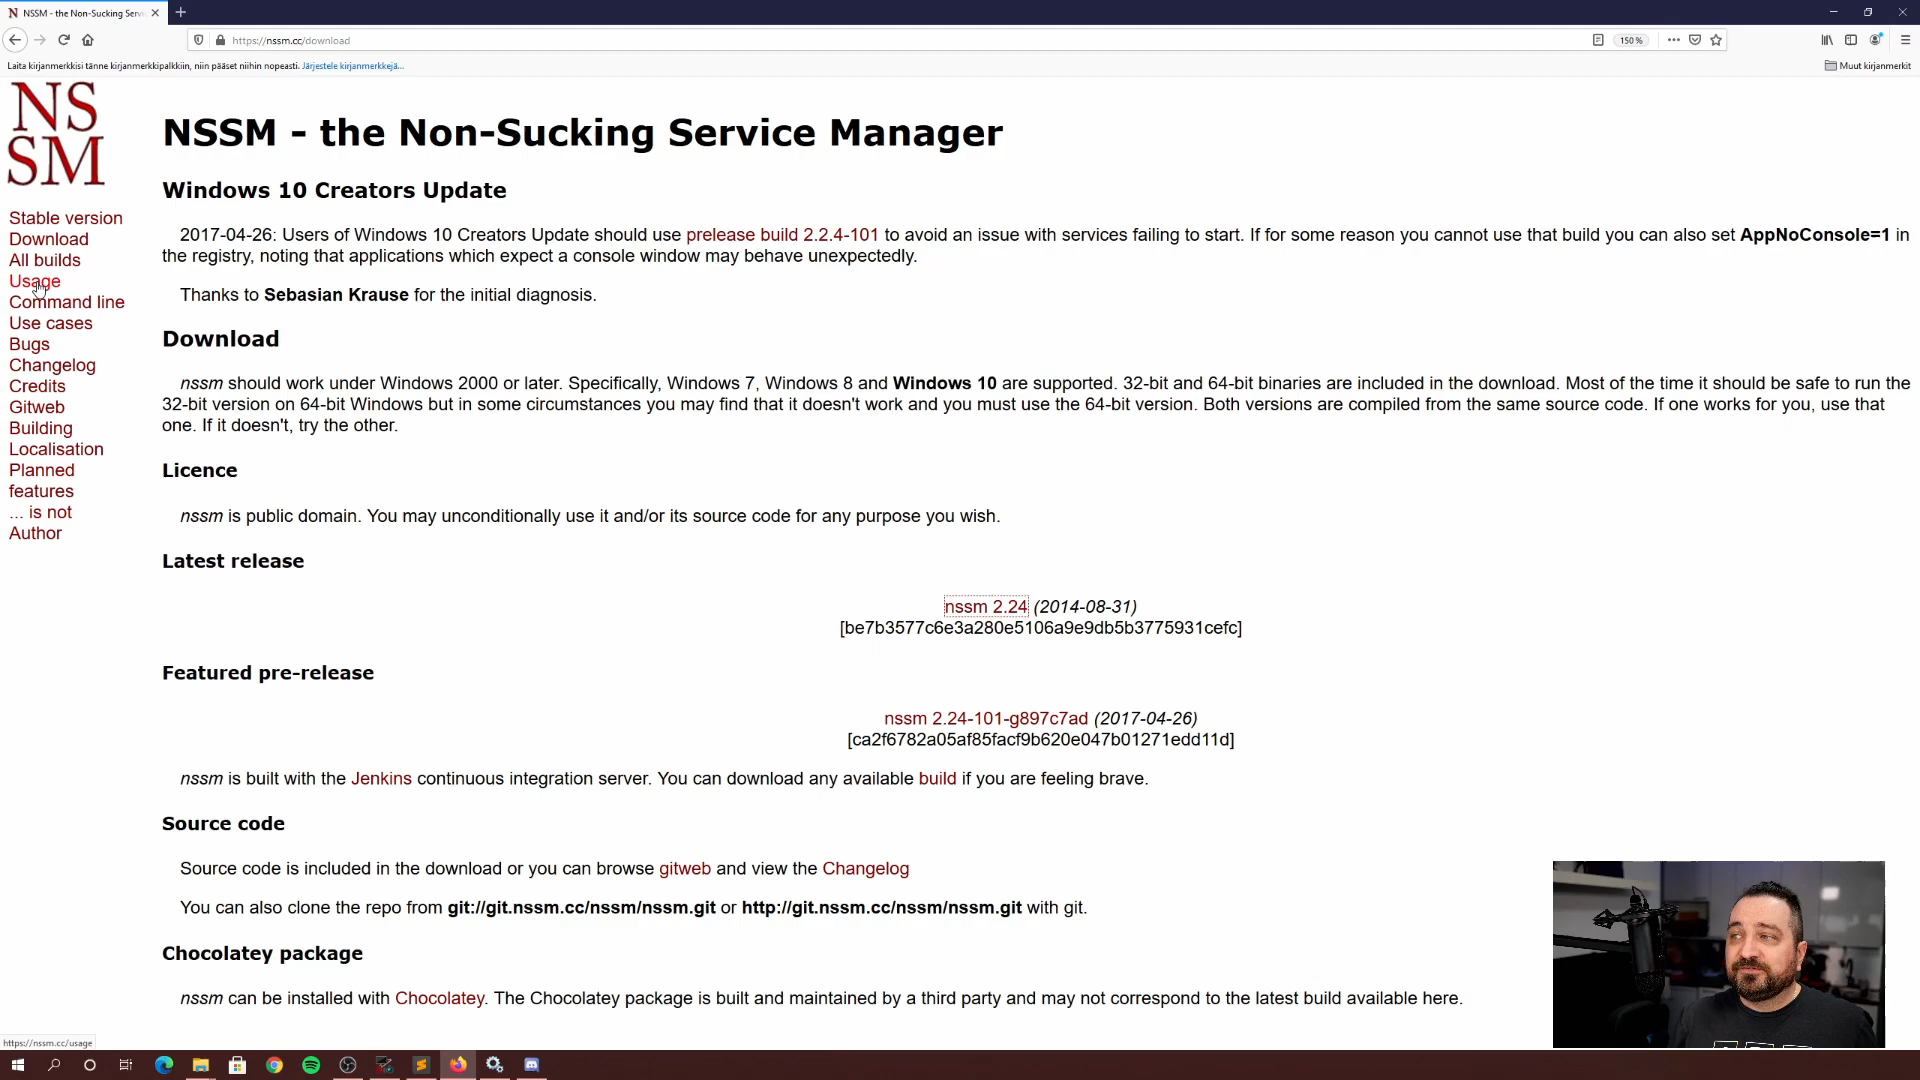 NSSM - the Non-Sucking Servi
https://nssm.cc/download
150%
Laita kirjanmerkkisi tänne kirjanmerkkipalkkiin, niin pääset niihin nopeasti. Järjestele kirjanmerkkejä...
Muut kirjanmerkit
NS
SM
Stable version
Download
All builds
Usage
Command line
Use cases
Bugs
Changelog
Credits
Gitweb
Building
Localisation
Planned
features
... is not
Author
NSSM - the Non-Sucking Service Manager
Windows 10 Creators Update
2017-04-26: Users of Windows 10 Creators Update should use prelease build 2.2.4-101 to avoid an issue with services failing to start. If for some reason you cannot use that build you can also set AppNoConsole=1 in
the registry, noting that applications which expect a console window may behave unexpectedly.
Thanks to Sebasian Krause for the initial diagnosis.
Download
nssm should work under Windows 2000 or later. Specifically, Windows 7, Windows 8 and Windows 10 are supported. 32-bit and 64-bit binaries are included in the download. Most of the time it should be safe to run the
32-bit version on 64-bit Windows but in some circumstances you may find that it doesn't work and you must use the 64-bit version. Both versions are compiled from the same source code. If one works for you, use that
one. If it doesn't, try the other.
Licence
nssm is public domain. You may unconditionally use it and/or its source code for any purpose you wish.
Latest release
nssm 2.24 (2014-08-31)
[be7b3577c6e3a280e5106a9e9db5b3775931cefc]
Featured pre-release
nssm 2.24-101-g897c7ad (2017-04-26)
[ca2f6782a05af85facf9b620e047b01271edd11d]
nssm is built with the Jenkins continuous integration server. You can download any available build if you are feeling brave.
Source code
Source code is included in the download or you can browse gitweb and view the Changelog
You can also clone the repo from git://git.nssm.cc/nssm/nssm.git or http://git.nssm.cc/nssm/nssm.git with git.
Chocolatey package
nssm can be installed with Chocolatey. The Chocolatey package is built and maintained by a third party and may not correspond to the latest build available here.
https://nssm.cc/usage